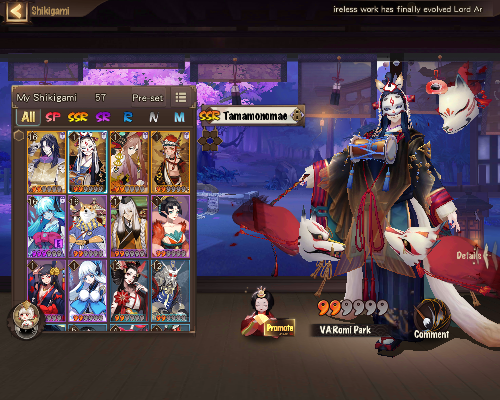 Shikigami
ireless work has finally evolved Lord Ar
My Shikigami 57 Pre-set
All SP SSR SR R N M
SSR Tamamonomae
Details
Promote
VA:Romi Park
Comment